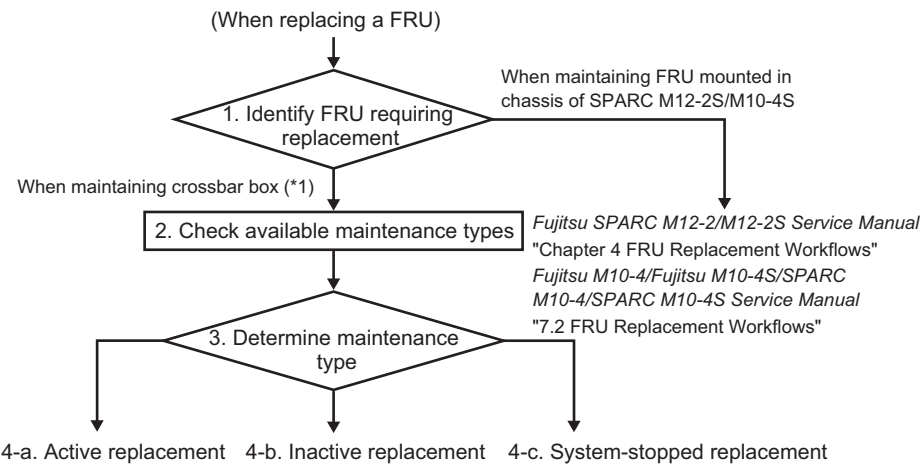 (When replacing a FRU)
When maintaining FRU mounted in
chassis of SPARC M12-2S/M10-4S
1. Identify FRU requiring
replacement
When maintaining crossbar box (*1)
2. Check available maintenance types
Fujitsu SPARC M12-2/M12-2S Service Manual
"Chapter 4 FRU Replacement Workflows"
Fujitsu M10-4/Fujitsu M10-4S/SPARC
M10-4/SPARC M10-4S Service Manual
"7.2 FRU Replacement Workflows"
3. Determine maintenance
type
4-a. Active replacement
4-b. Inactive replacement
4-c. System-stopped replacement